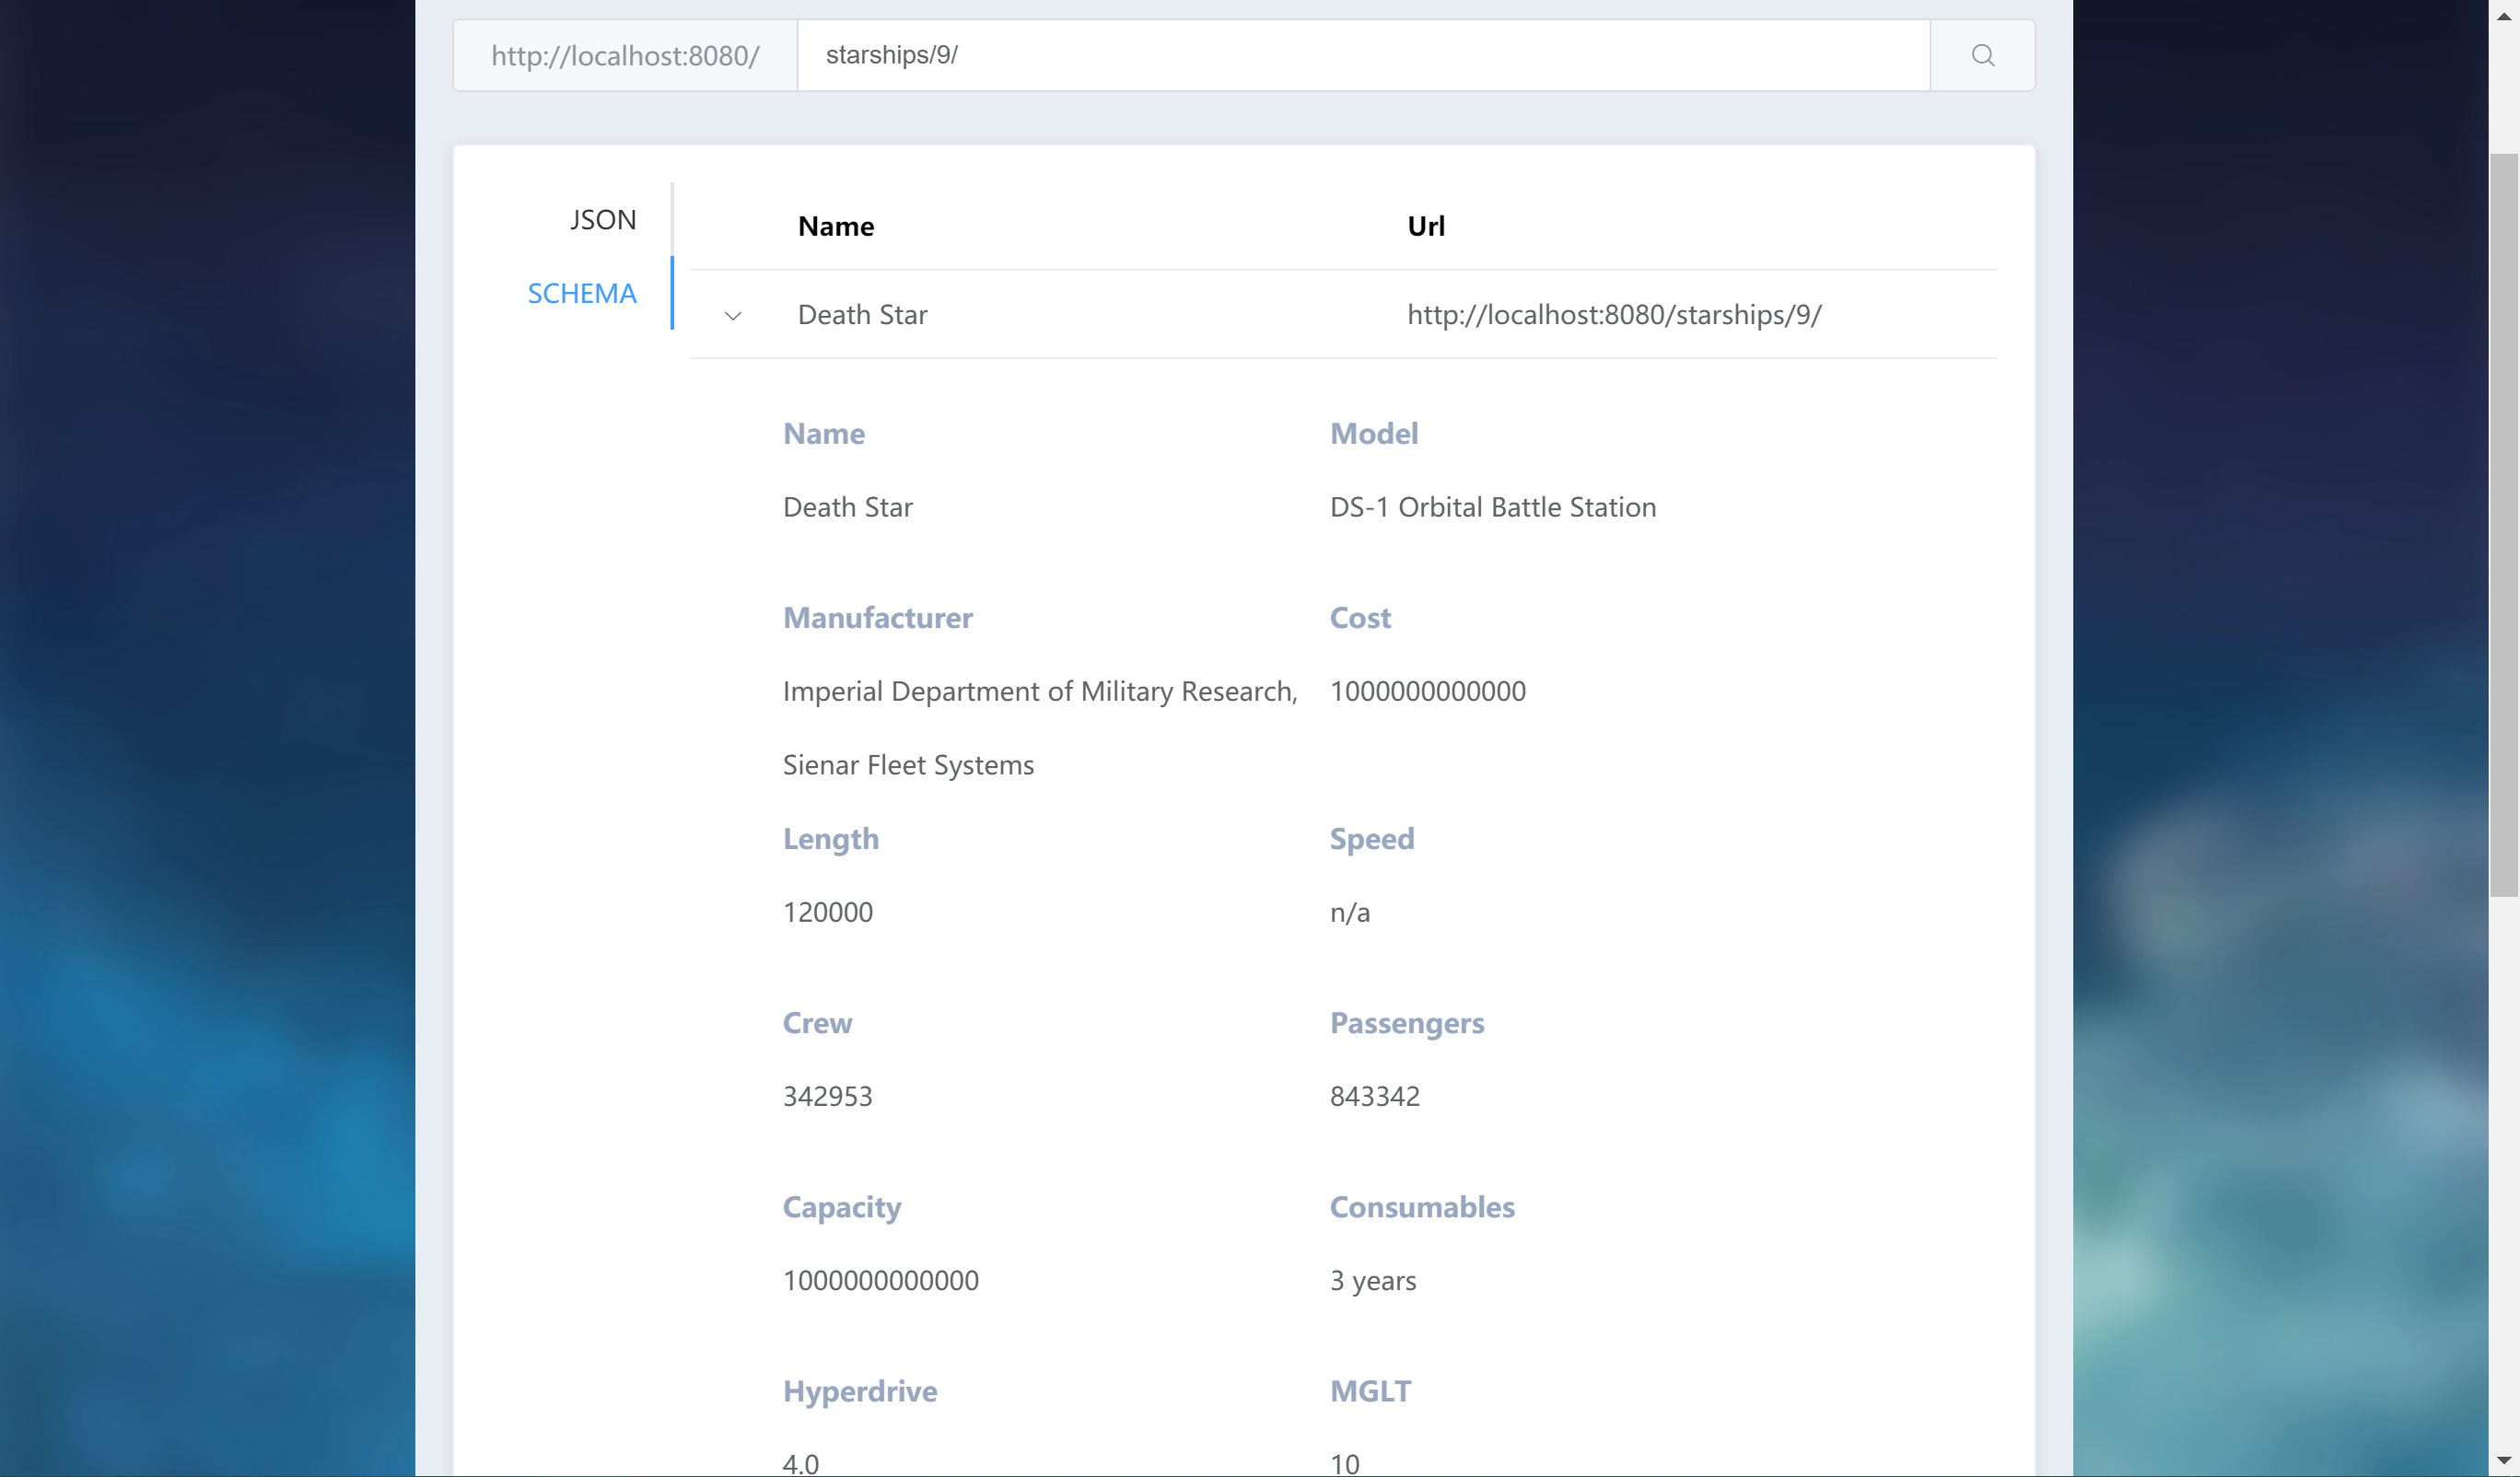 http://localhost:8080/ starships/9/
JSON
SCHEMA
Name Url
Death Star http://localhost:8080/starships/9/
Name Model
Death Star DS-1 Orbital Battle Station
Manufacturer Cost
Imperial Department of Military Research, 1000000000000
Sienar Fleet Systems
Length Speed
120000 n/a
Crew Passengers
342953 843342
Capacity Consumables
1000000000000 3 years
Hyperdrive MGLT
4.0 10